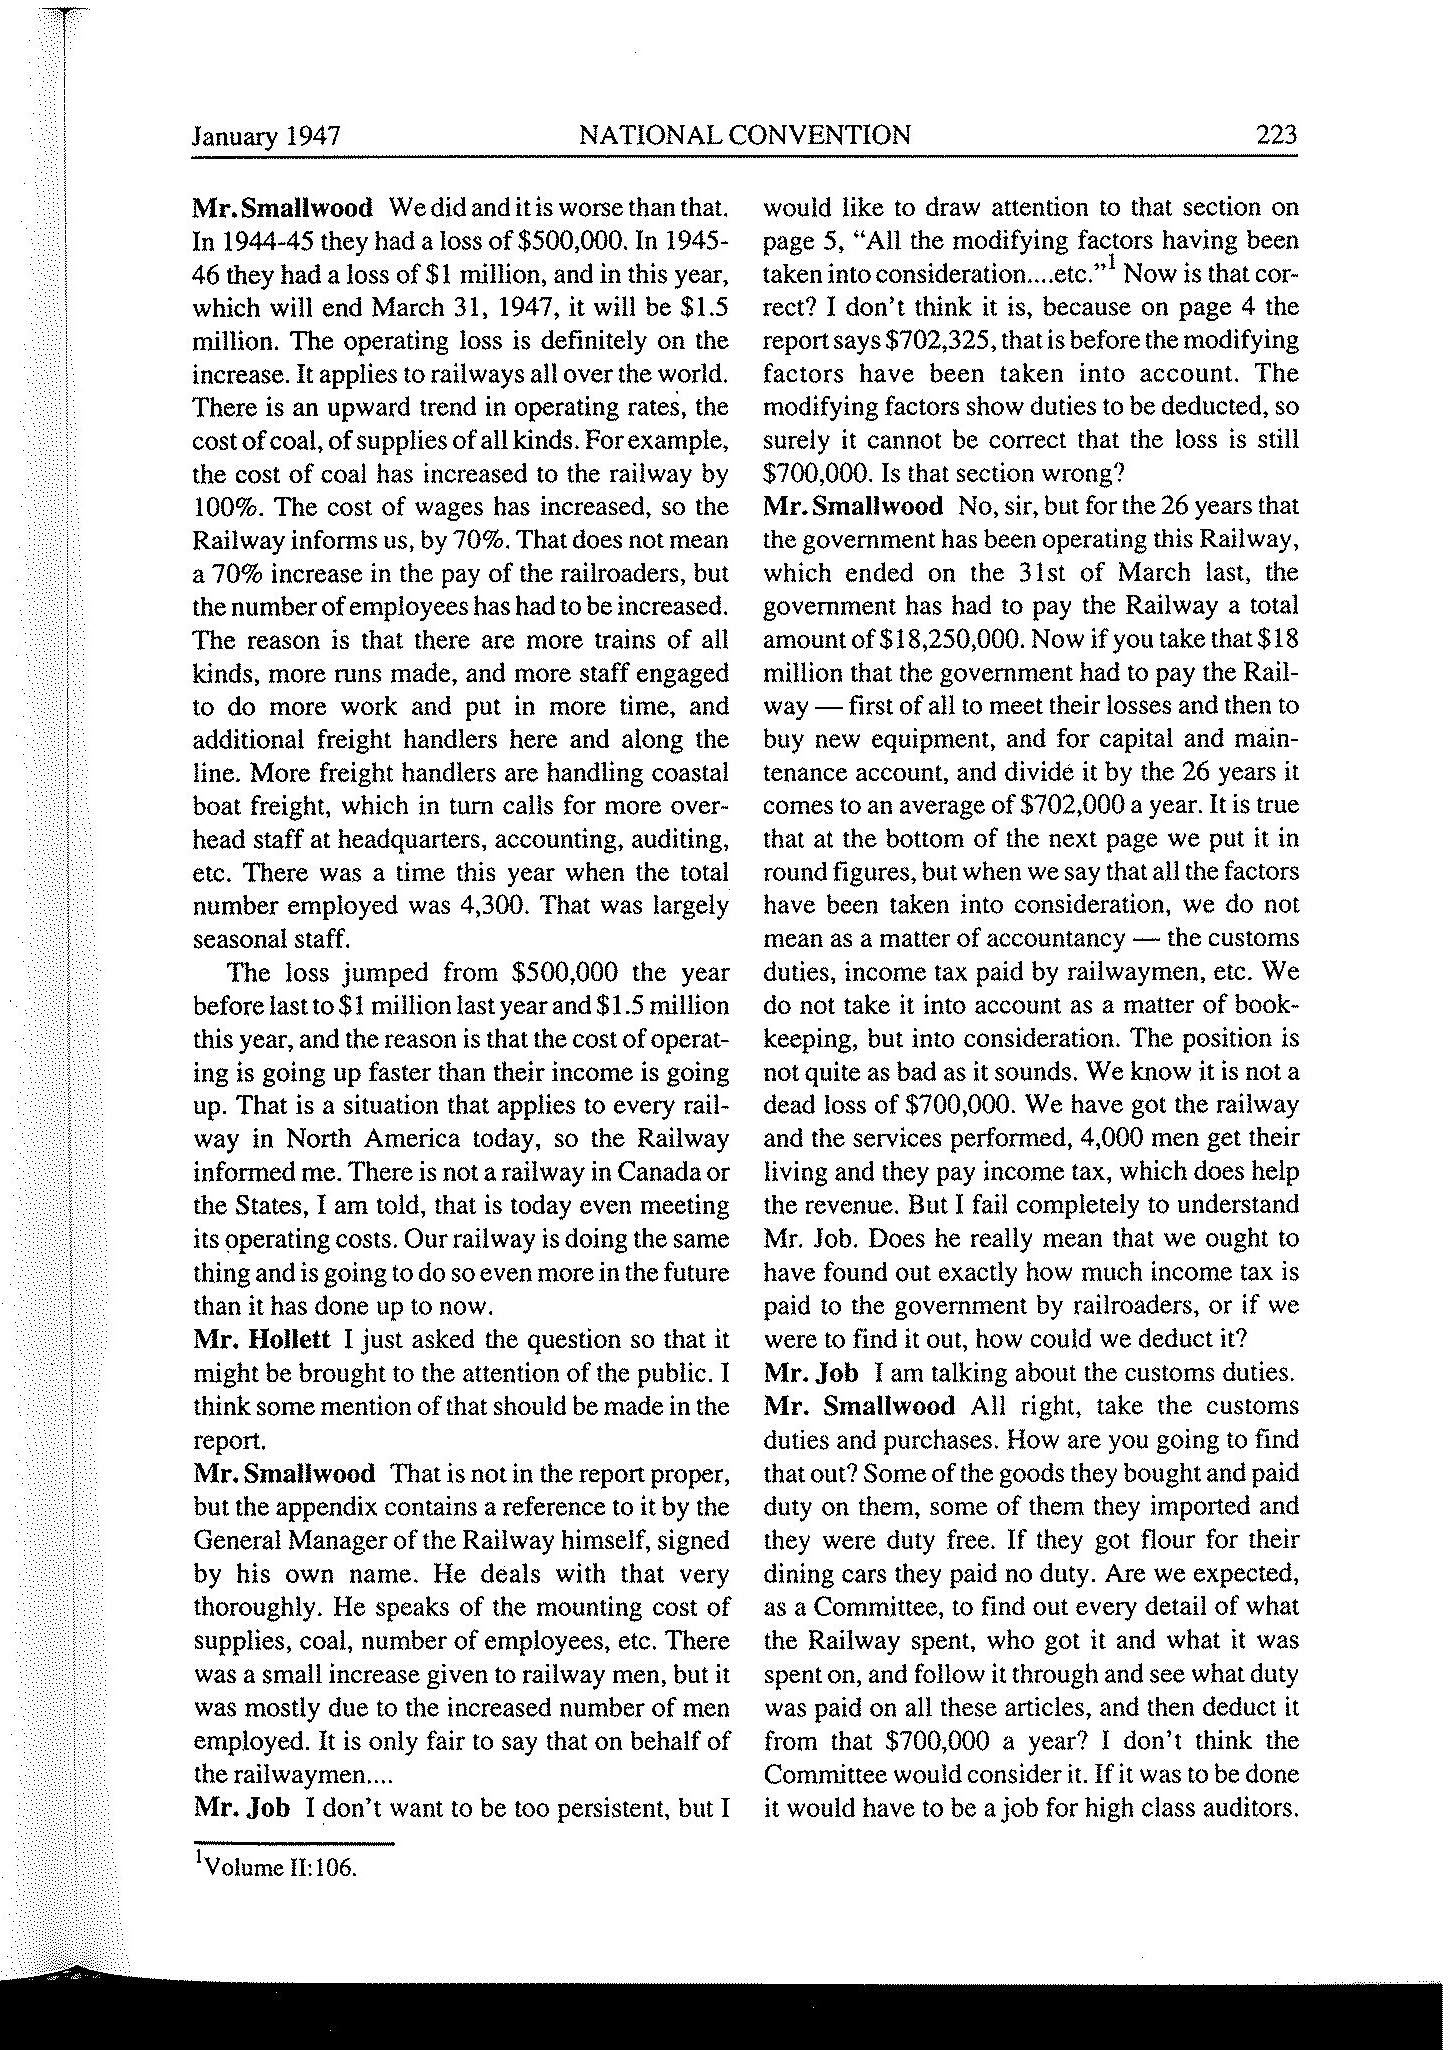 January 1947 NATIONAL CONVENTION 223
Mr. Smallwood We did and it is worse than that.
In 1944-45 they had a loss of $500,000. In 1945-
46 they had a loss of $1 million, and in this year,
which will end March 31, 1947, it will be $1.5
million. The operating loss is definitely on the
increase. It applies to railways all over the world.
There is an upward trend in operating rates, the
cost of coal, of supplies of all kinds. For example,
the cost of coal has increased to the railway by
100%. The cost of wages has increased, so the
Railway informs us, by 70%. That does not mean
a 70% increase in the pay of the railroaders, but
the number of employees has had to be increased.
The reason is that there are more trains of all
kinds, more runs made, and more staff engaged
to do more work and put in more time, and
additional freight handlers here and along the
line. More freight handlers are handling coastal
boat freight, which in turn calls for more over-
head staff at headquarters, accounting, auditing,
etc. There was a time this year when the total
number employed was 4,300. That was largely
seasonal staff.
The loss jumped from $500,000 the year
before last to $1 million last year and $1.5 million
this year, and the reason is that the cost of operat-
ing is going up faster than their income is going
up. That is a situation that applies to every rail-
way in North America today, so the Railway
informed me. There is not a railway in Canada or
the States, I am told, that is today even meeting
its operating costs. Our railway is doing the same
thing and is going to do so even more in the future
than it has done up to now.
Mr. Hollett I just asked the question so that it
might be brought to the attention of the public. I
think some mention of that should be made in the
report.
Mr. Smallwood That is not in the report proper,
but the appendix contains a reference to it by the
General Manager of the Railway himself, signed
by his own name. He deals with that very
thoroughly. He speaks of the mounting cost of
supplies, coal, number of employees, etc. There
was a small increase given to railway men, but it
was mostly due to the increased number of men
employed. It is only fair to say that on behalf of
the railwaymen....
Mr. Job I don't want to be too persistent, but I
would like to draw attention to that section on
page 5, "All the modifying factors having been
taken into consideration....etc."1 Now is that cor-
rect? I don't think it is, because on page 4 the
report says $702,325, that is before the modifying
factors have been taken into account. The
modifying factors show duties to be deducted, so
surely it cannot be correct that the loss is still
$700,000. Is that section wrong?
Mr. Smallwood No, sir, but for the 26 years that
the government has been operating this Railway,
which ended on the 31st of March last, the
government has had to pay the Railway a total
amount of $18,250,000. Now if you take that $18
million that the government had to pay the Rail-
way — first of all to meet their losses and then to
buy new equipment, and for capital and main-
tenance account, and divide it by the 26 years it
comes to an average of $702,000 a year. It is true
that at the bottom of the next page we put it in
round figures, but when we say that all the factors
have been taken into consideration, we do not
mean as a matter of accountancy — the customs
duties, income tax paid by railwaymen, etc. We
do not take it into account as a matter of book-
keeping, but into consideration. The position is
not quite as bad as it sounds. We know it is not a
dead loss of $700,000. We have got the railway
and the services performed, 4,000 men get their
living and they pay income tax, which does help
the revenue. But I fail completely to understand
Mr. Job. Does he really mean that we ought to
have found out exactly how much income tax is
paid to the government by railroaders, or if we
were to find it out, how could we deduct it?
Mr. Job I am talking about the customs duties.
Mr. Smallwood All right, take the customs
duties and purchases. How are you going to find
that out? Some of the goods they bought and paid
duty on them, some of them they imported and
they were duty free. If they got flour for their
dining cars they paid no duty. Are we expected,
as a Committee, to find out every detail of what
the Railway spent, who got it and what it was
spent on, and follow it through and see what duty
was paid on all these articles, and then deduct it
from that $700,000 a year? I don't think the
Committee would consider it. If it was to be done
it would have to be a job for high class auditors.
1Volume II:106.